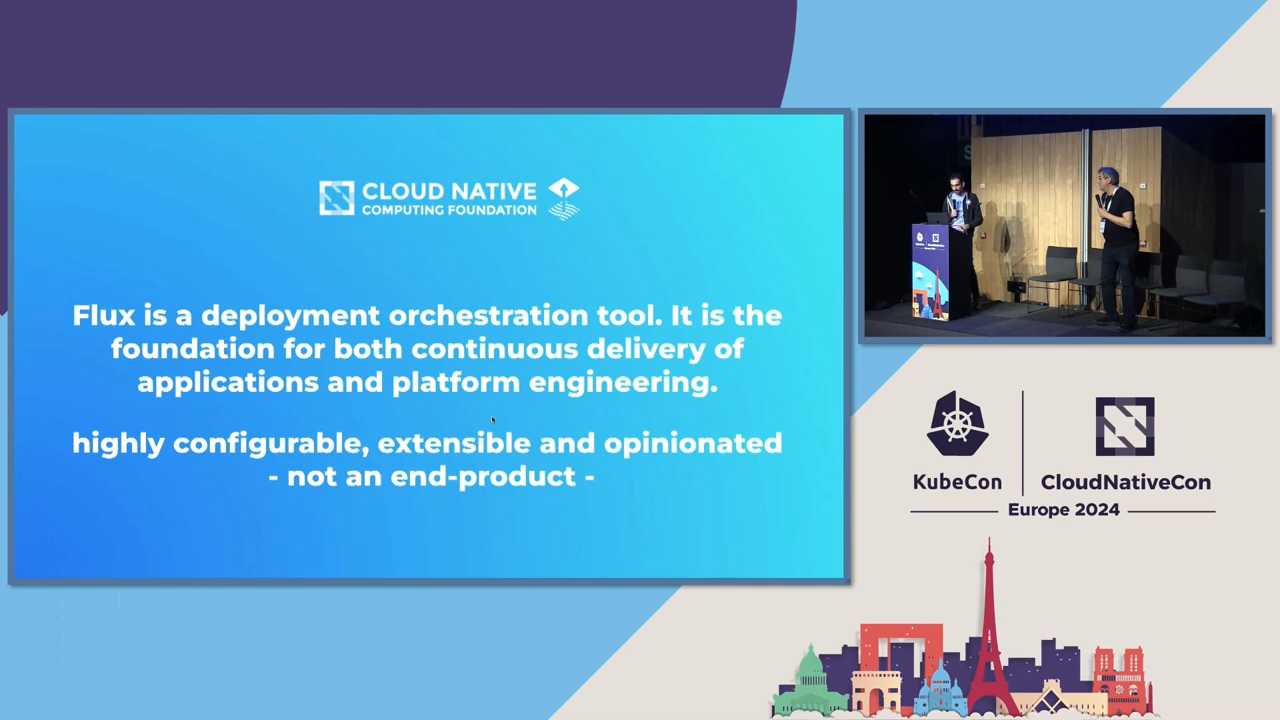 CLOUD NATIVE
COMPUTING FOUNDATION
Flux is a deployment orchestration tool. It is the
foundation for both continuous delivery of
applications and platform engineering.
highly configurable, extensible and opinionated
- not an end-product -
KubeCon
CloudNativeCon
Europe 2024